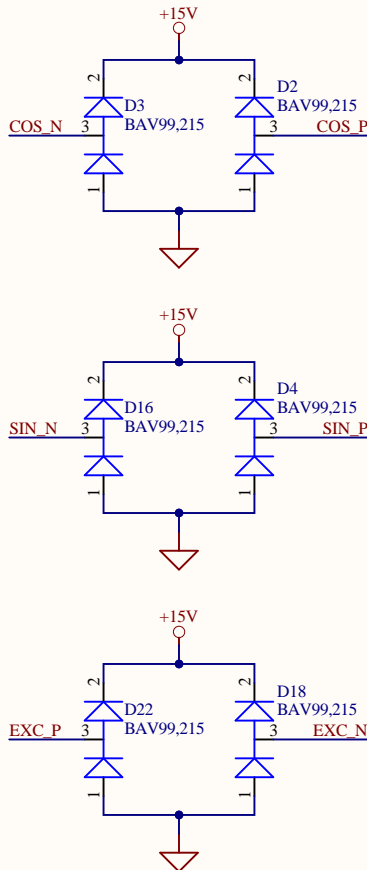 +15V
2
2
D3
D2
BAV99,215
BAV99,215
COS_N
3
3
COS_P
1
1
+15V
2
2
D16
D4
BAV99,215
BAV99,215
SIN_N
3
3
SIN_P
1
1
+15V
2
2
D22
D18
BAV99,215
BAV99,215
EXC_P
3
3
EXC_N
1
1